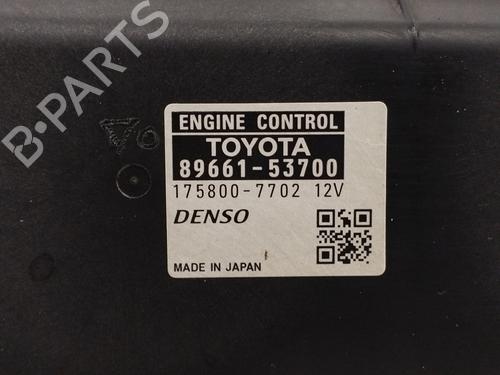 B-PARTS
ENGINE CONTROL
TOYOTA
89661-53700
175800-7702 12V
DENSO
MADE IN JAPAN